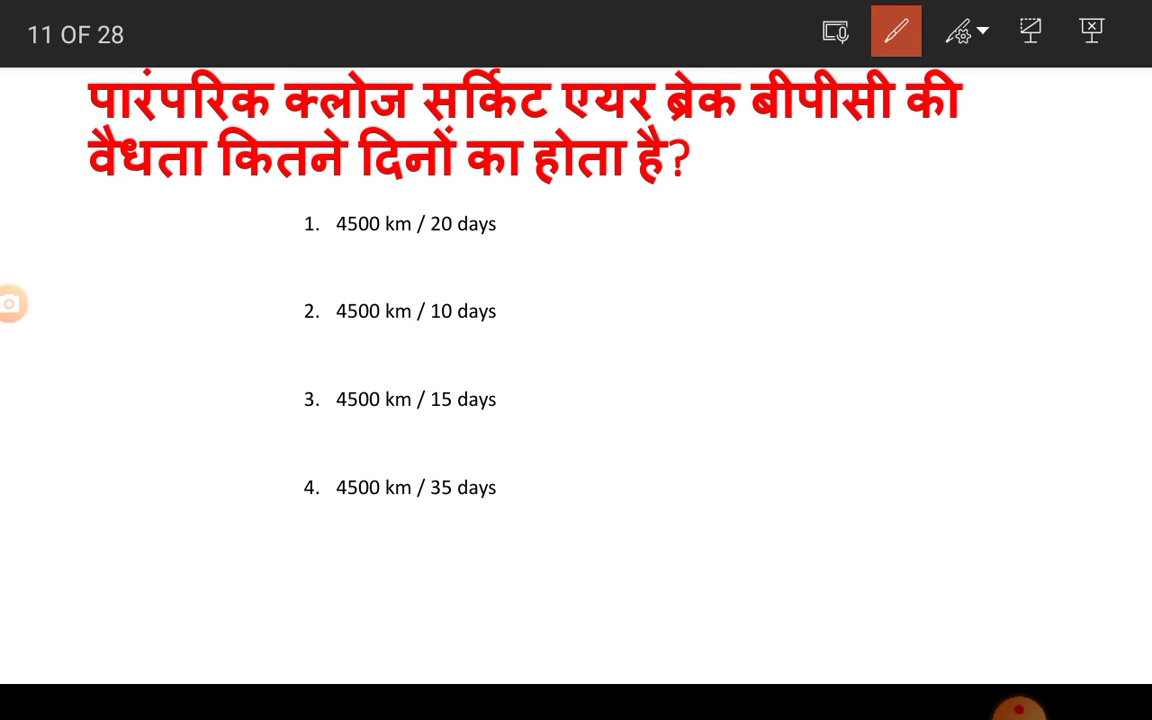 11 OF 28
पारंपरिक क्लोज सर्किट एयर ब्रेक बीपीसी की
वैधता कितने दिनों का होता है?
1. 4500 km / 20 days
2. 4500 km / 10 days
3. 4500 km / 15 days
4. 4500 km / 35 days